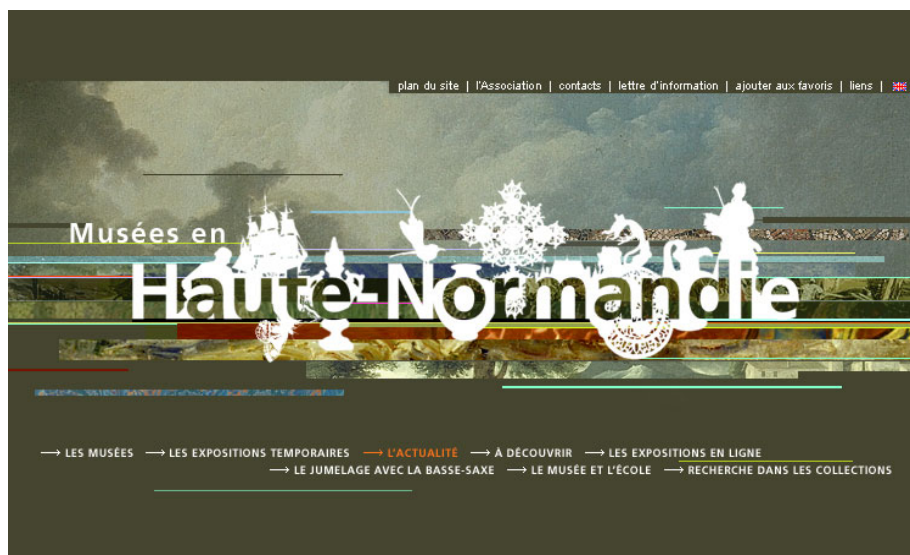 plan du site | l'Association | contacts | lettre d'information | ajouter aux favoris | liens |
Musées en
Haute-Normandie
→ LES MUSÉES → LES EXPOSITIONS TEMPORAIRES → L'ACTUALITÉ → À DÉCOUVRIR → LES EXPOSITIONS EN LIGNE
→ LE JUMELAGE AVEC LA BASSE-SAXE → LE MUSÉE ET L'ÉCOLE → RECHERCHE DANS LES COLLECTIONS